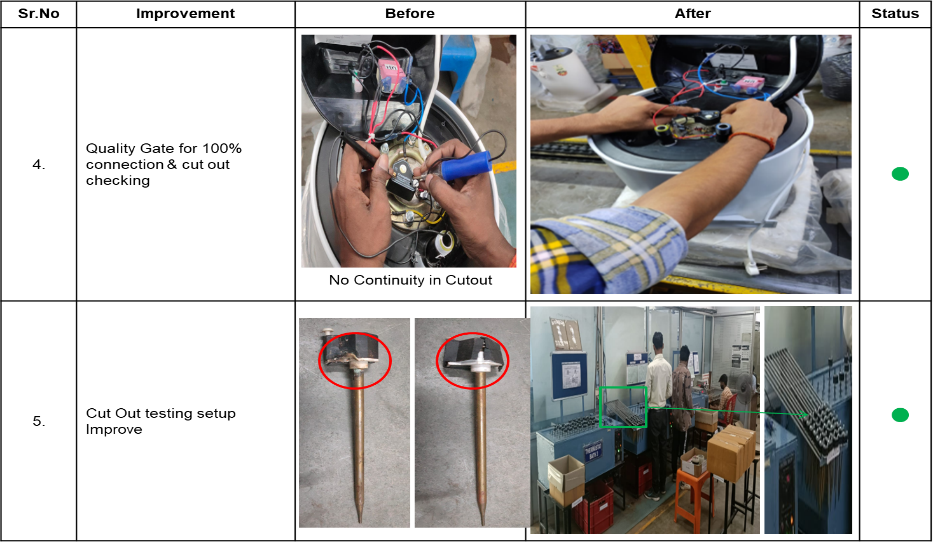 Sr.No Improvement Before After Status
4.
Quality Gate for 100%
connection & cut out
checking
No Continuity in Cutout
5.
Cut Out testing setup
Improve